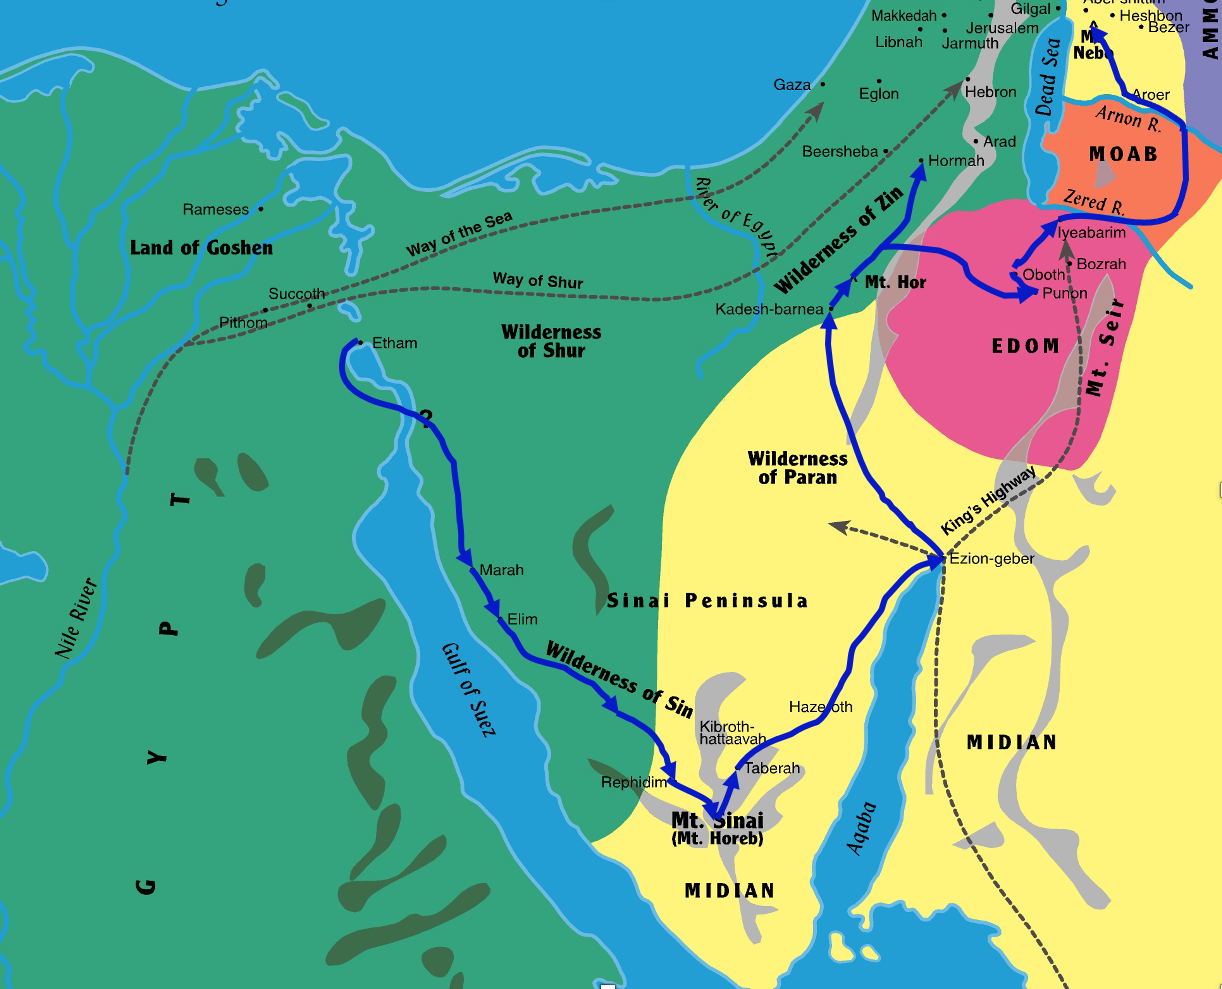 Makkedah
Gilgal
Heshbon
Jerusalem
Libnah
Jarmuth
Bezer
Mt.
Nebo
AMMO
Dead Sea
Gaza
Eglon
Hebron
Aroer
Arnon R.
MOAB
Beersheba
Arad
Hormah
Zered R.
River of Egypt
Wilderness of Zin
Iyeabarim
Rameses
Land of Goshen
Way of the Sea
Way of Shur
Succoth
Pithom
Mt. Hor
Oboth
Bozrah
Punon
Kadesh-barnea
Wilderness
of Shur
Etham
EDOM
Mt. Seir
?
Wilderness
of Paran
King's Highway
EGYPT
Ezion-geber
Marah
Elim
Sinai Peninsula
Nile River
Gulf of Suez
Wilderness of Sin
Hazeroth
Kibroth-
hattaavah
Taberah
MIDIAN
Rephidim
Mt. Sinai
(Mt. Horeb)
Aqaba
MIDIAN